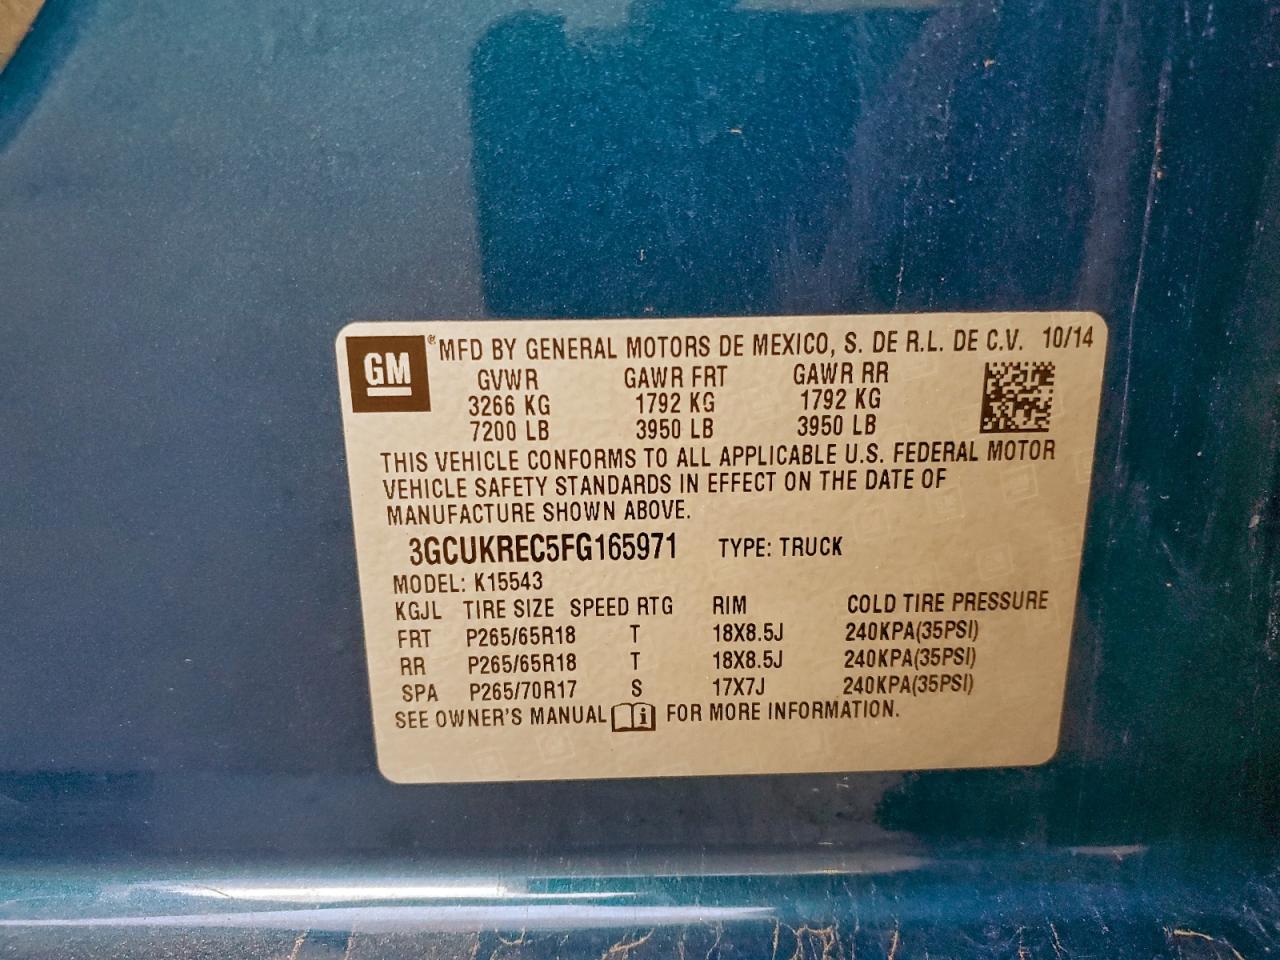 GM ® MFD BY GENERAL MOTORS DE MEXICO, S. DE R.L. DE C.V. 10/14
GVWR GAWR FRT GAWR RR
3266 KG 1792 KG 1792 KG
7200 LB 3950 LB 3950 LB
THIS VEHICLE CONFORMS TO ALL APPLICABLE U.S. FEDERAL MOTOR
VEHICLE SAFETY STANDARDS IN EFFECT ON THE DATE OF
MANUFACTURE SHOWN ABOVE.
3GCUKREC5FG165971 TYPE: TRUCK
MODEL: K15543
KGJL TIRE SIZE SPEED RTG RIM COLD TIRE PRESSURE
FRT P265/65R18 T 18X8.5J 240KPA(35PSI)
RR P265/65R18 T 18X8.5J 240KPA(35PSI)
SPA P265/70R17 S 17X7J 240KPA(35PSI)
SEE OWNER'S MANUAL i FOR MORE INFORMATION.